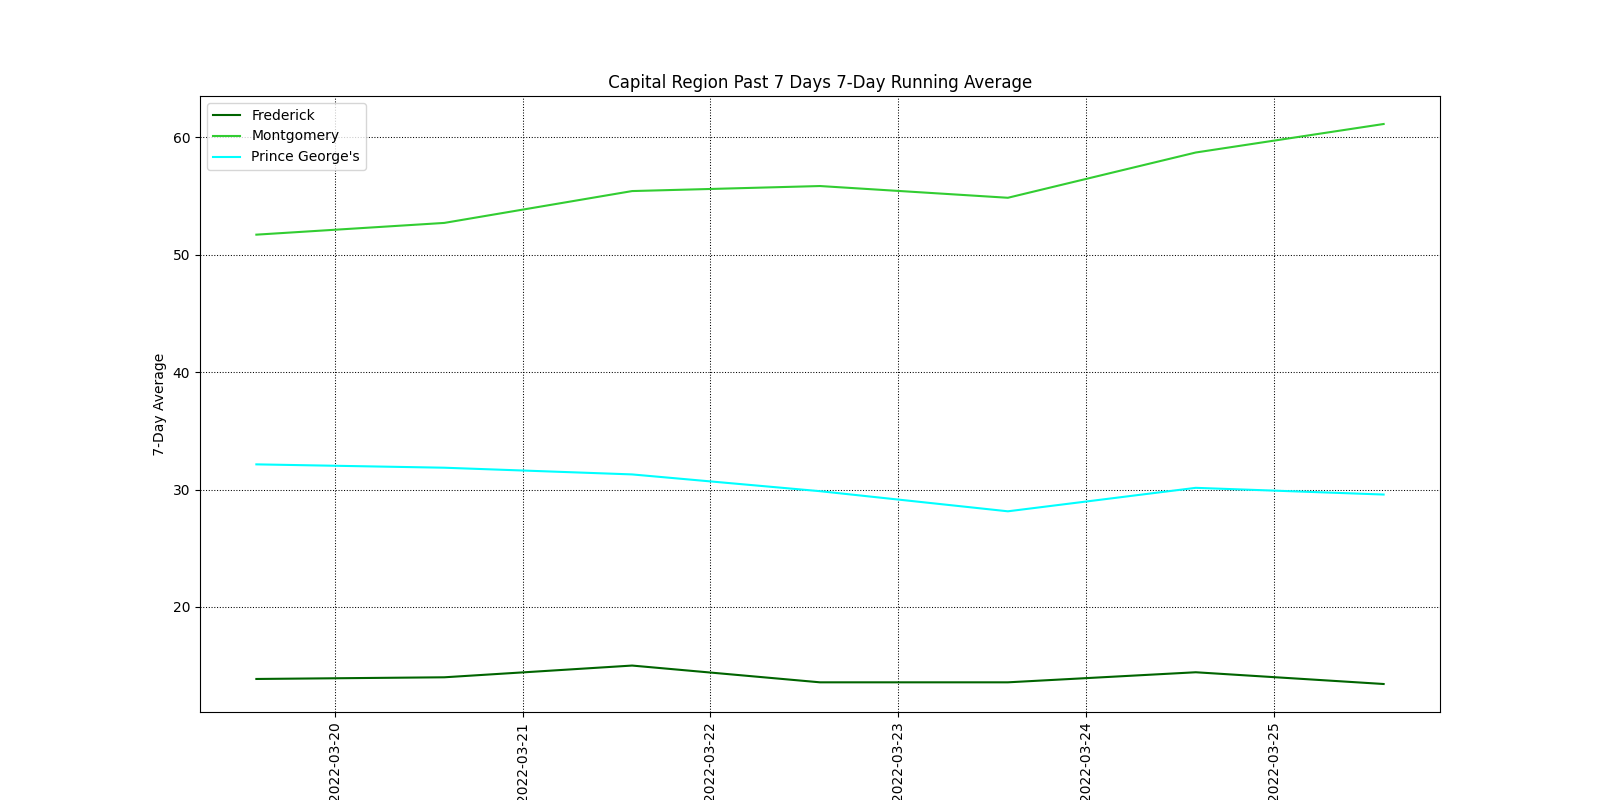 Capital Region Past 7 Days 7-Day Running Average
Frederick
Montgomery
Prince George's
60
50
40
30
20
7-Day Average
2022-03-20
2022-03-21
2022-03-22
2022-03-23
2022-03-24
2022-03-25